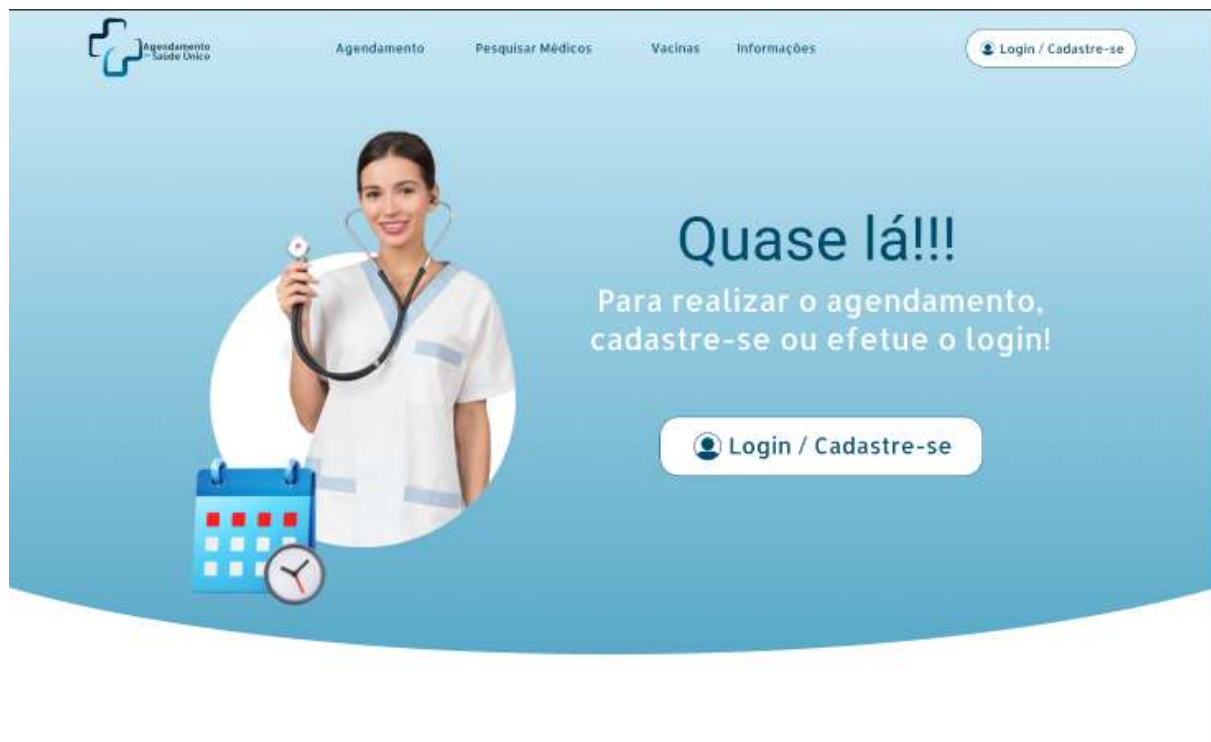 Agendamento
de Saúde Único
Agendamento
Pesquisar Médicos
Vacinas
Informações
Login / Cadastre-se
Quase lá!!!
Para realizar o agendamento,
cadastre-se ou efetue o login!
Login / Cadastre-se